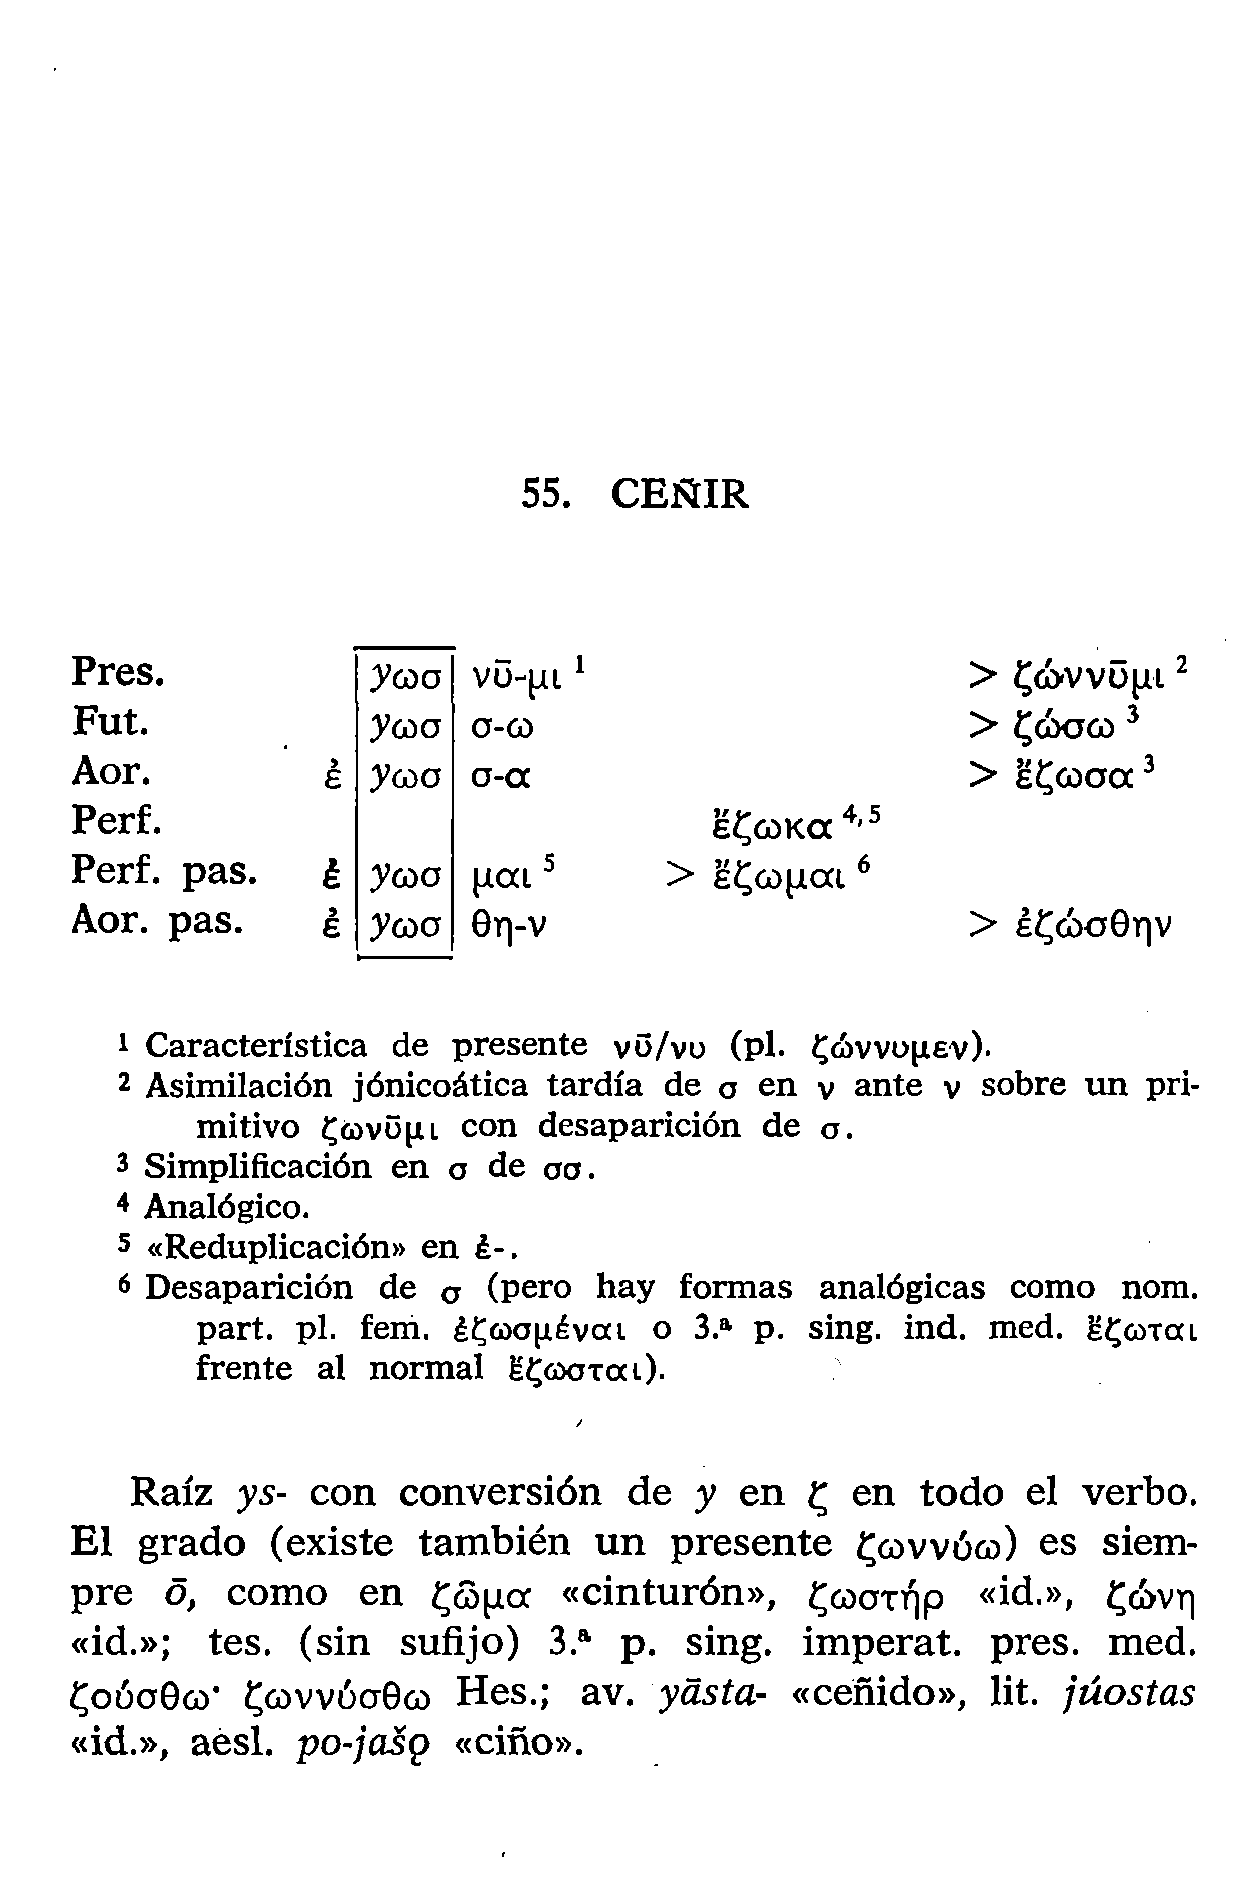 55. CEÑIR
Pres. yωσ νῡ-μι ¹ > ζώννῡμι ²
Fut. yωσ σ-ω > ζώσω ³
Aor. ἐ yωσ σ-α > ἔζωσα ³
Perf. ἔζωκα ⁴,⁵
Perf. pas. ἐ yωσ μαι ⁵ > ἔζωμαι ⁶
Aor. pas. ἐ yωσ θη-ν > ἐζώσθην
¹ Característica de presente νῡ/νυ (pl. ζώννυμεν).
² Asimilación jónicoática tardía de σ en ν ante ν sobre un pri-
mitivo ζωνῡμι con desaparición de σ.
³ Simplificación en σ de σσ.
⁴ Analógico.
⁵ «Reduplicación» en ἐ-.
⁶ Desaparición de σ (pero hay formas analógicas como nom.
part. pl. fem. ἐζωσμέναι o 3.ª p. sing. ind. med. ἔζωται
frente al normal ἔζωσται).
Raíz ys- con conversión de y en ζ en todo el verbo.
El grado (existe también un presente ζωννύω) es siem-
pre ō, como en ζῶμα «cinturón», ζωστήρ «id.», ζώνη
«id.»; tes. (sin sufijo) 3.ª p. sing. imperat. pres. med.
ζούσθω· ζωννύσθω Hes.; av. yāsta- «ceñido», lit. júostas
«id.», aesl. po-jašǫ «ciño».